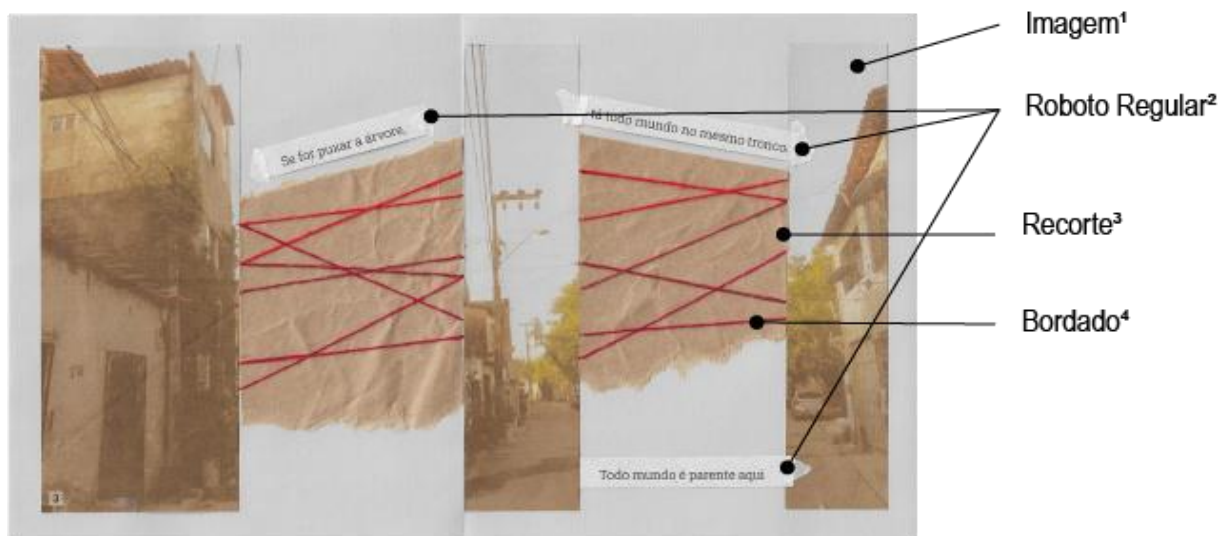 Imagem¹
Roboto Regular²
Se for puxar a árvore,
tá todo mundo no mesmo tronco
Recorte³
Bordado⁴
Todo mundo é parente aqui
3